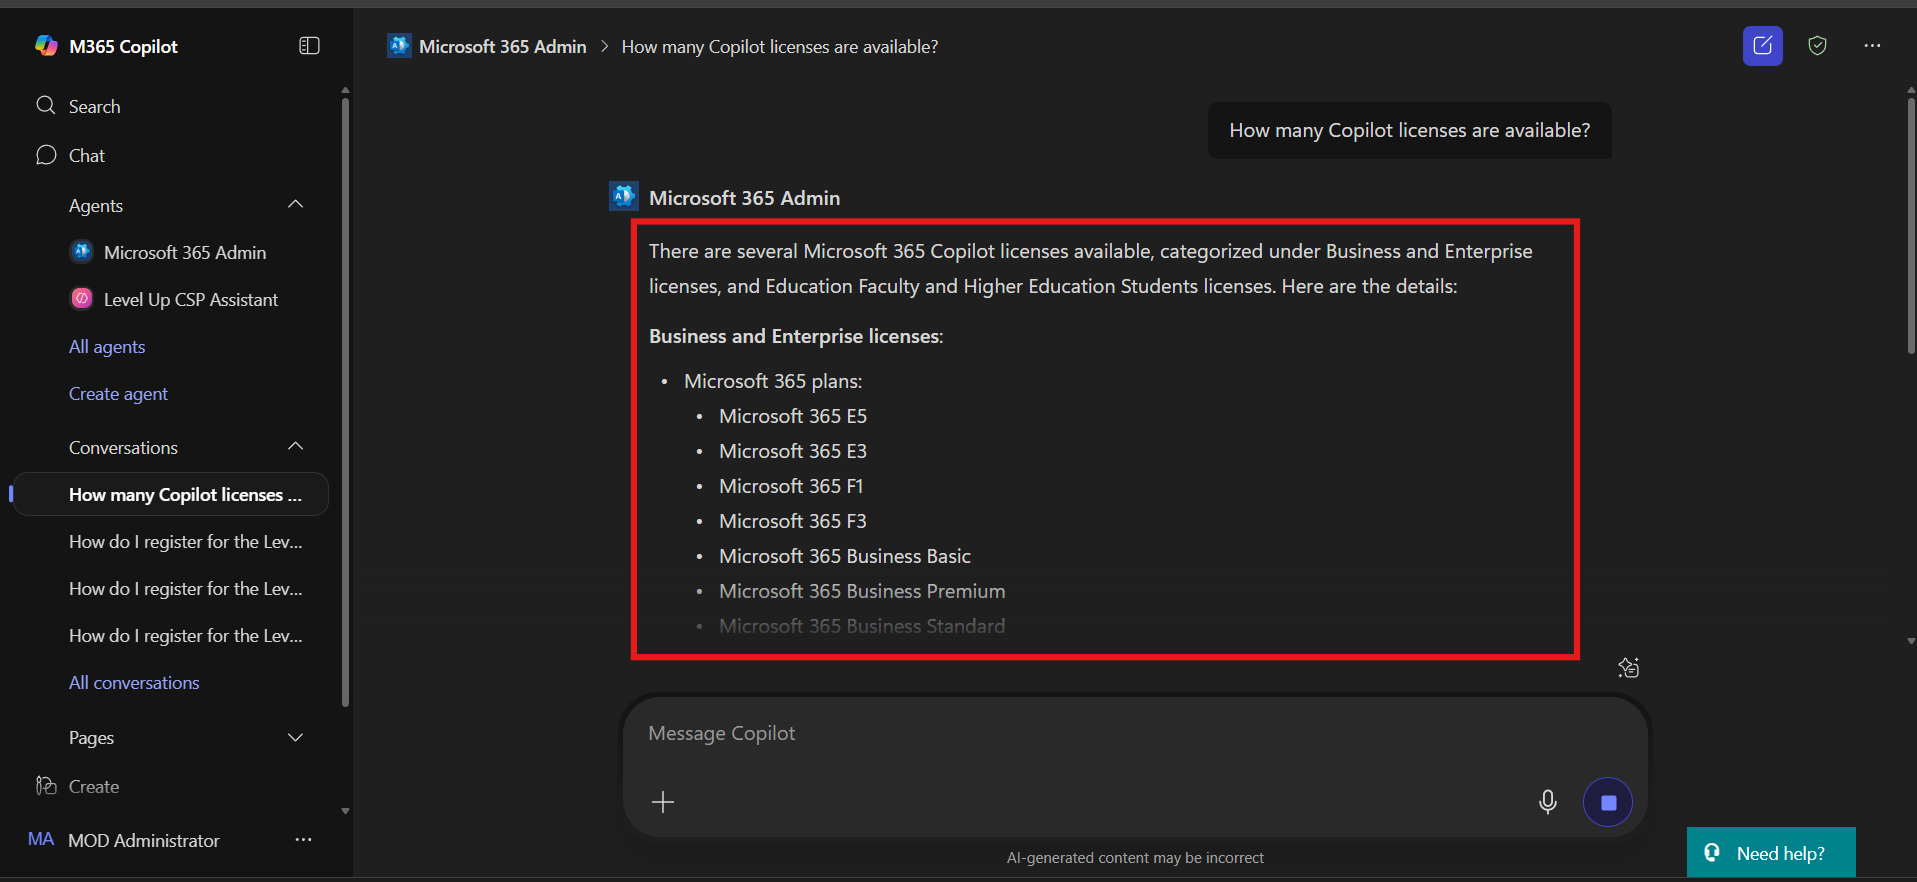 M365 Copilot
Search
Chat
Agents
Microsoft 365 Admin
Level Up CSP Assistant
All agents
Create agent
Conversations
How many Copilot licenses ...
How do I register for the Lev...
How do I register for the Lev...
How do I register for the Lev...
All conversations
Pages
Create
MA MOD Administrator
Microsoft 365 Admin > How many Copilot licenses are available?
How many Copilot licenses are available?
Microsoft 365 Admin
There are several Microsoft 365 Copilot licenses available, categorized under Business and Enterprise
licenses, and Education Faculty and Higher Education Students licenses. Here are the details:
Business and Enterprise licenses:
• Microsoft 365 plans:
• Microsoft 365 E5
• Microsoft 365 E3
• Microsoft 365 F1
• Microsoft 365 F3
• Microsoft 365 Business Basic
• Microsoft 365 Business Premium
• Microsoft 365 Business Standard
Message Copilot
AI-generated content may be incorrect
Need help?